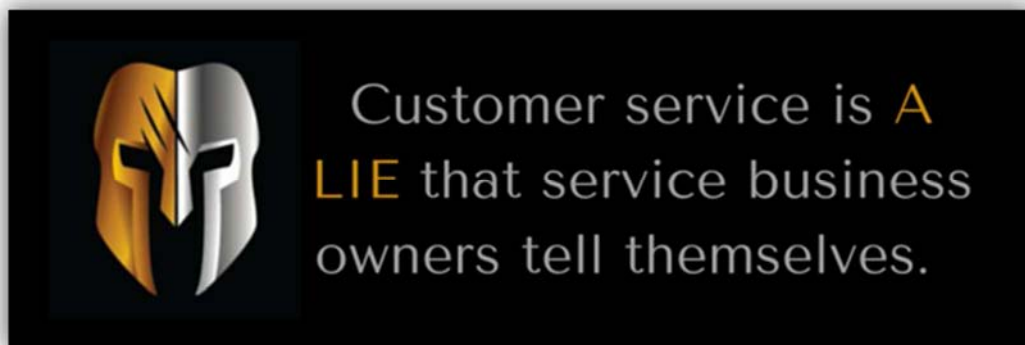 Customer service is A
LIE that service business
owners tell themselves.